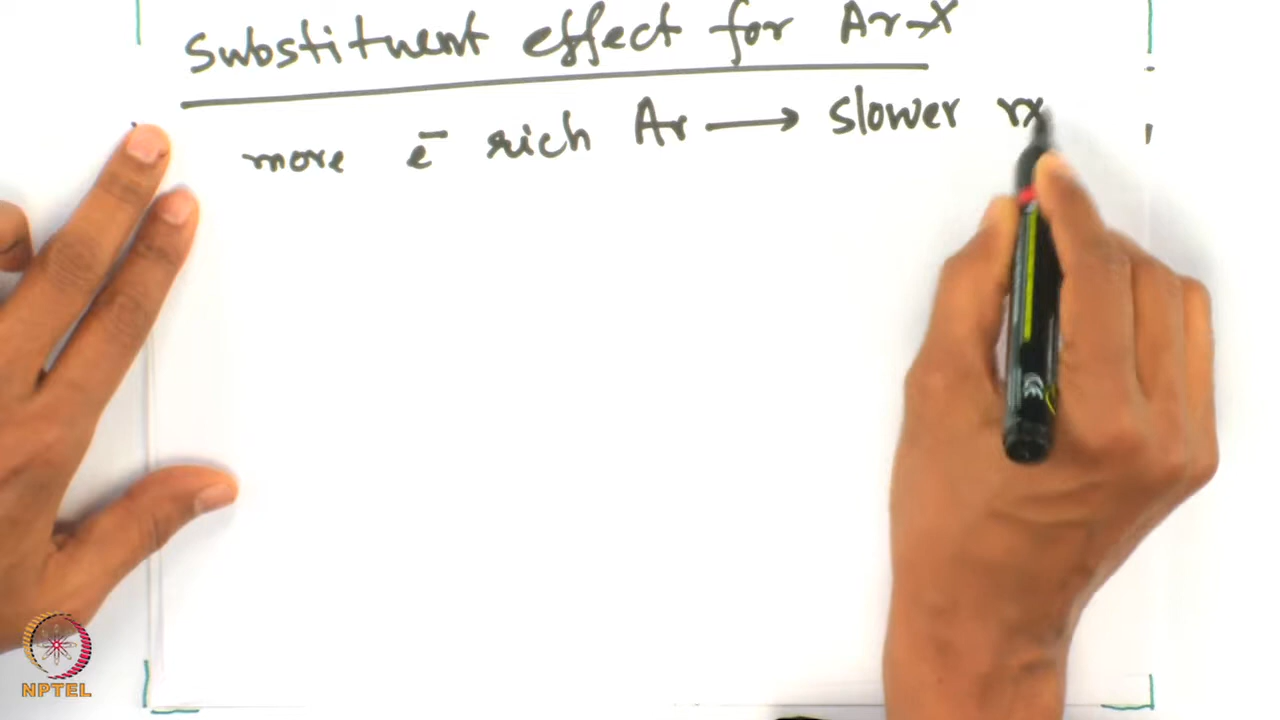 Substituent effect for Ar-X
more e⁻ rich Ar → slower rx
NPTEL